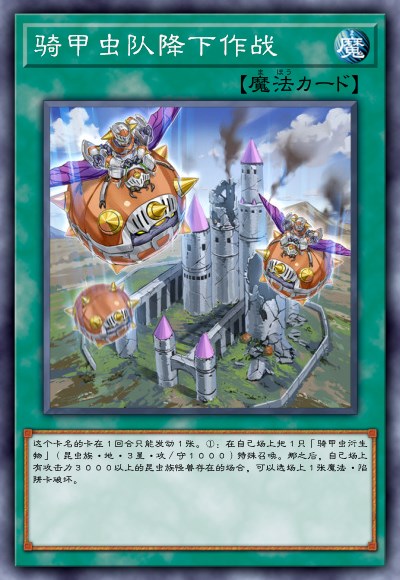 骑甲虫队降下作战
魔
【魔法カード】
まほう
这个卡名的卡在1回合只能发动1张。①：在自己场上把1只「骑甲虫衍生
物」（昆虫族·地·3星·攻／守1000）特殊召唤。那之后，自己场上
有攻击力3000以上的昆虫族怪兽存在的场合，可以选场上1张魔法·陷
阱卡破坏。